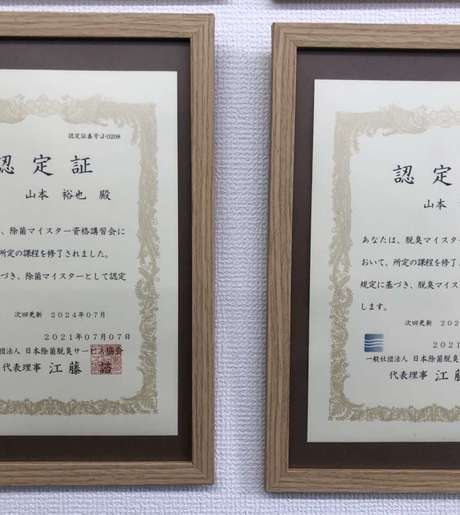 認定証番号J-0208
認定証
山本 裕也 殿
、除菌マイスター資格講習会に
所定の課程を修了されました。
づき、除菌マイスターとして認定
次回更新 2024年07月
2021年07月07日
団法人 日本除菌脱臭サービス協会
代表理事 江藤 諮
認定
山本
あなたは、脱臭マイスター
おいて、所定の課程を修了
規定に基づき、脱臭マイス
します。
次回更新 202
2021
一般社団法人 日本除菌脱臭
代表理事 江藤